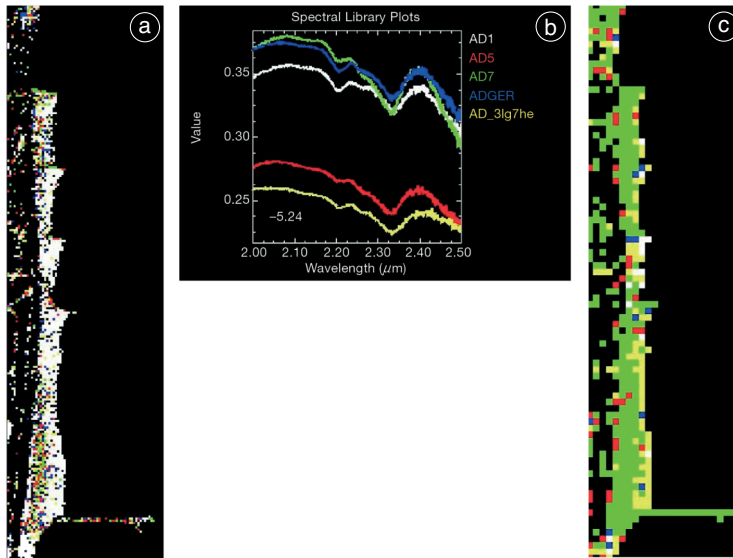 a
b
c
Spectral Library Plots
AD1
AD5
AD7
ADGER
AD_3lg7he
0.35
0.30
0.25
Value
−5.24
2.00 2.10 2.20 2.30 2.40 2.50
Wavelength (μm)